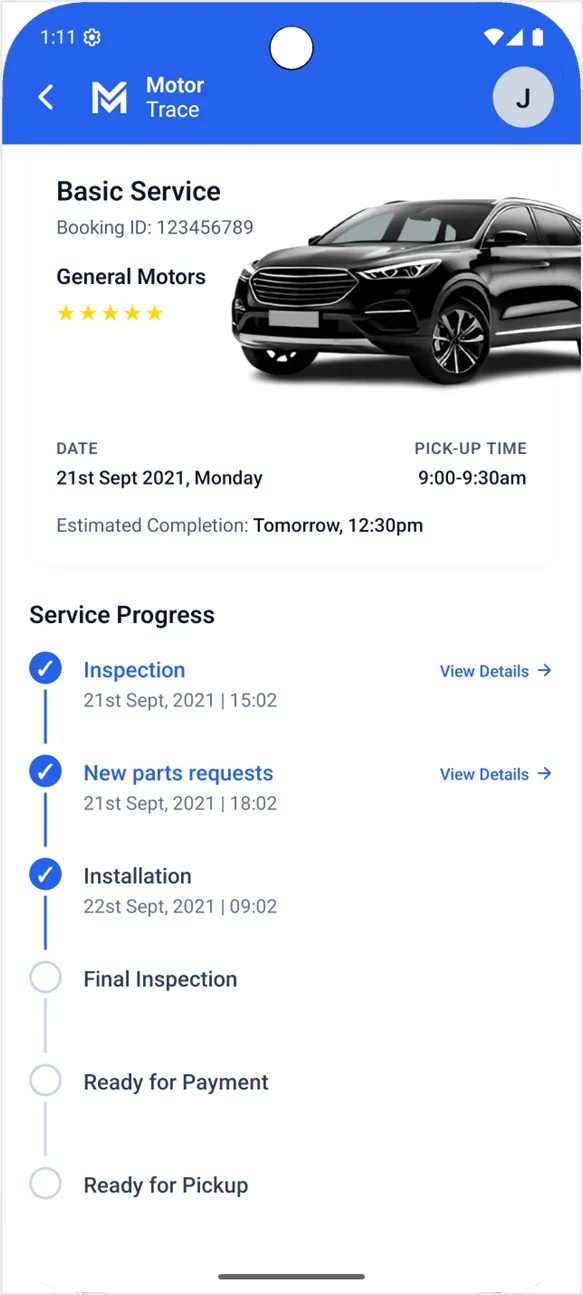 1:11
Motor
Trace
J
Basic Service
Booking ID: 123456789
General Motors
DATE
PICK-UP TIME
21st Sept 2021, Monday
9:00-9:30am
Estimated Completion: Tomorrow, 12:30pm
Service Progress
Inspection
View Details →
21st Sept, 2021 | 15:02
New parts requests
View Details →
21st Sept, 2021 | 18:02
Installation
22st Sept, 2021 | 09:02
Final Inspection
Ready for Payment
Ready for Pickup